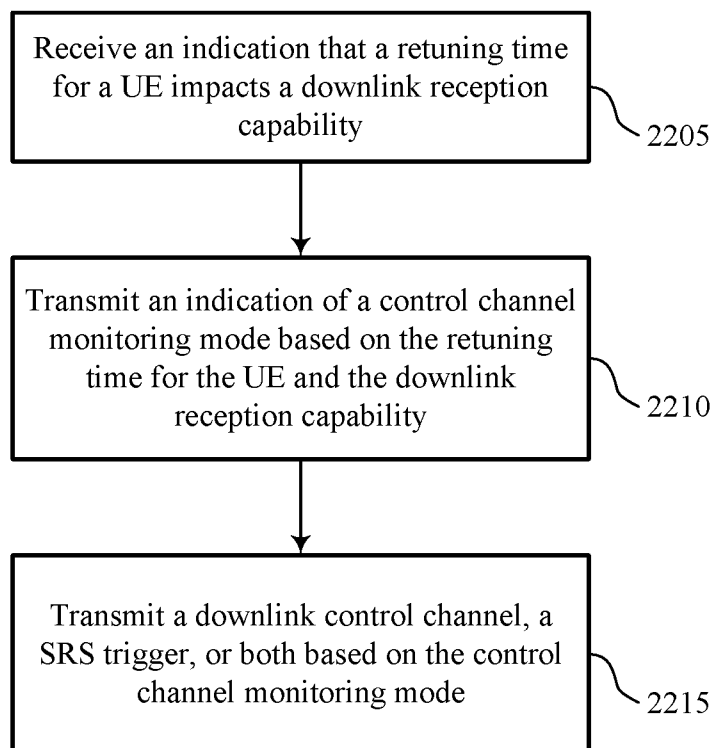 Receive an indication that a retuning time
for a UE impacts a downlink reception
capability
2205
Transmit an indication of a control channel
monitoring mode based on the retuning
time for the UE and the downlink
reception capability
2210
Transmit a downlink control channel, a
SRS trigger, or both based on the control
channel monitoring mode
2215